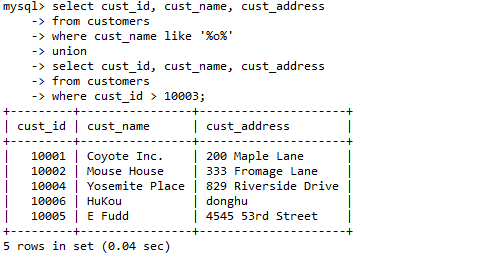 mysql> select cust_id, cust_name, cust_address
    -> from customers
    -> where cust_name like '%o%'
    -> union
    -> select cust_id, cust_name, cust_address
    -> from customers
    -> where cust_id > 10003;
+---------+----------------+---------------------+
| cust_id | cust_name      | cust_address        |
+---------+----------------+---------------------+
|   10001 | Coyote Inc.    | 200 Maple Lane      |
|   10002 | Mouse House    | 333 Fromage Lane    |
|   10004 | Yosemite Place | 829 Riverside Drive |
|   10006 | HuKou          | donghu              |
|   10005 | E Fudd         | 4545 53rd Street    |
+---------+----------------+---------------------+
5 rows in set (0.04 sec)